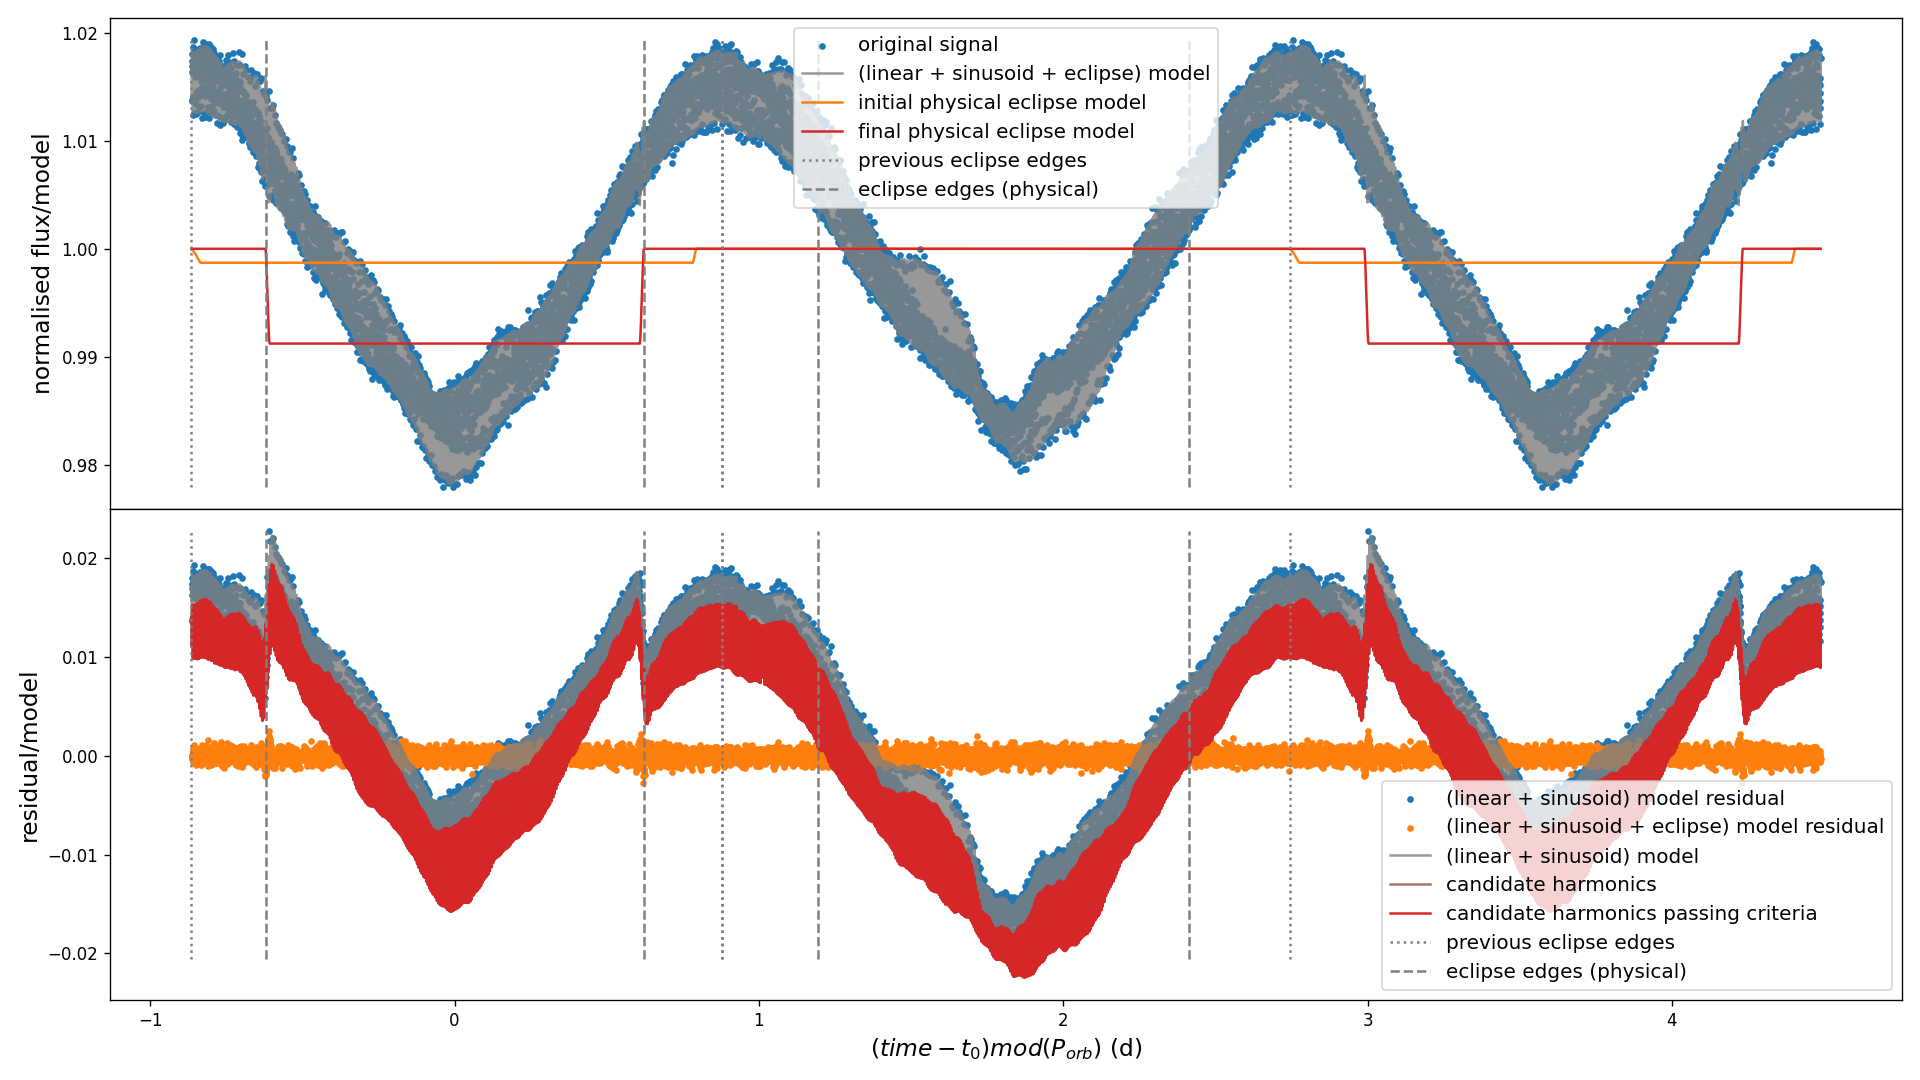 1.02
1.01
1.00
0.99
0.98
normalised flux/model
original signal
(linear + sinusoid + eclipse) model
initial physical eclipse model
final physical eclipse model
previous eclipse edges
eclipse edges (physical)
0.02
0.01
0.00
−0.01
−0.02
residual/model
(linear + sinusoid) model residual
(linear + sinusoid + eclipse) model residual
(linear + sinusoid) model
candidate harmonics
candidate harmonics passing criteria
previous eclipse edges
eclipse edges (physical)
−1 0 1 2 3 4
(time − t₀)mod(Pₒᵣb) (d)